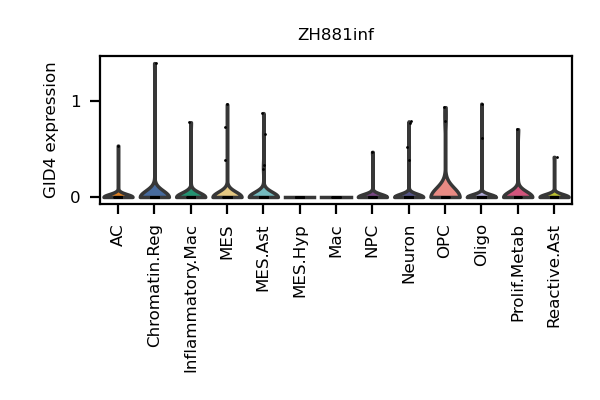 ZH881inf
GID4 expression
1
0
AC
Chromatin.Reg
Inflammatory.Mac
MES
MES.Ast
MES.Hyp
Mac
NPC
Neuron
OPC
Oligo
Prolif.Metab
Reactive.Ast